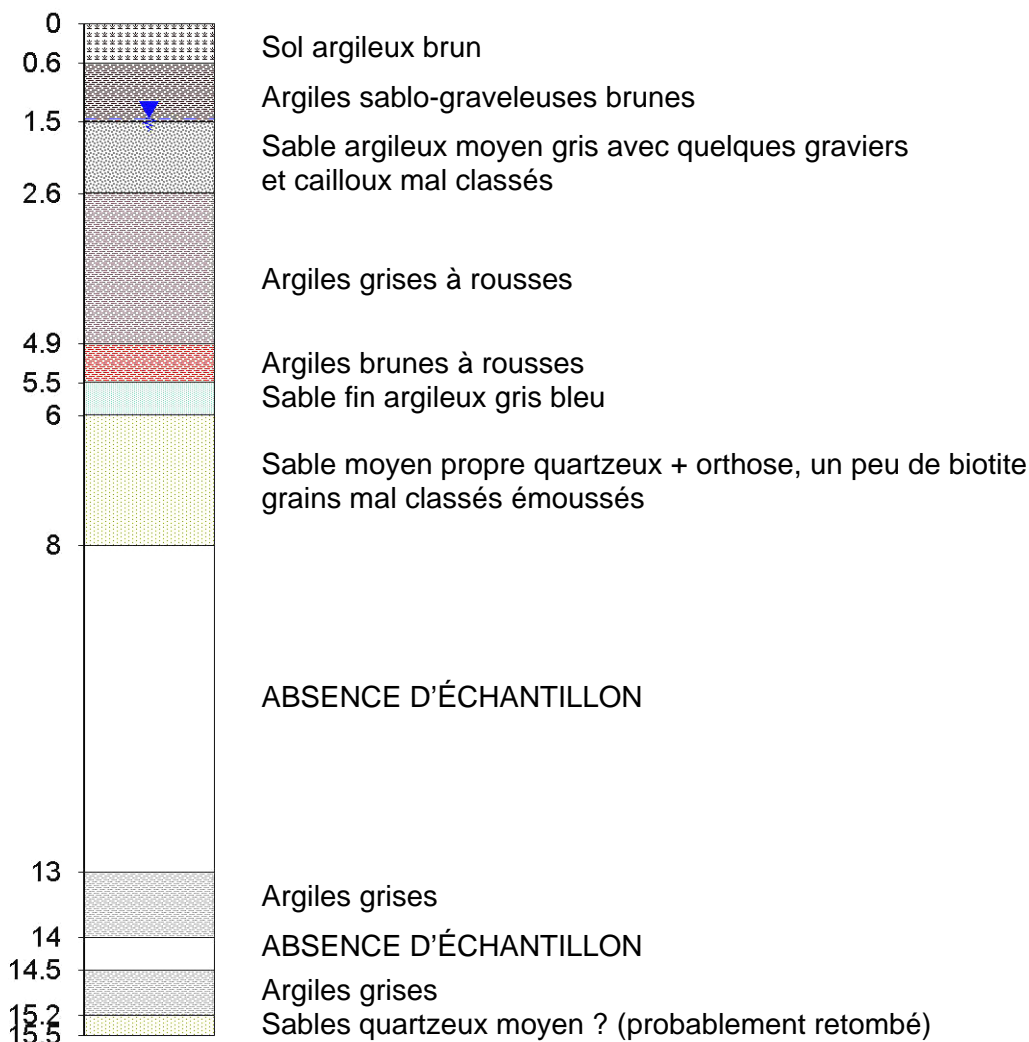 0
Sol argileux brun
0.6
Argiles sablo-graveleuses brunes
1.5
Sable argileux moyen gris avec quelques graviers
et cailloux mal classés
2.6
Argiles grises à rousses
4.9
Argiles brunes à rousses
5.5
Sable fin argileux gris bleu
6
Sable moyen propre quartzeux + orthose, un peu de biotite
grains mal classés émoussés
8
ABSENCE D'ÉCHANTILLON
13
Argiles grises
14
ABSENCE D'ÉCHANTILLON
14.5
Argiles grises
15.2
Sables quartzeux moyen ? (probablement retombé)
15.5